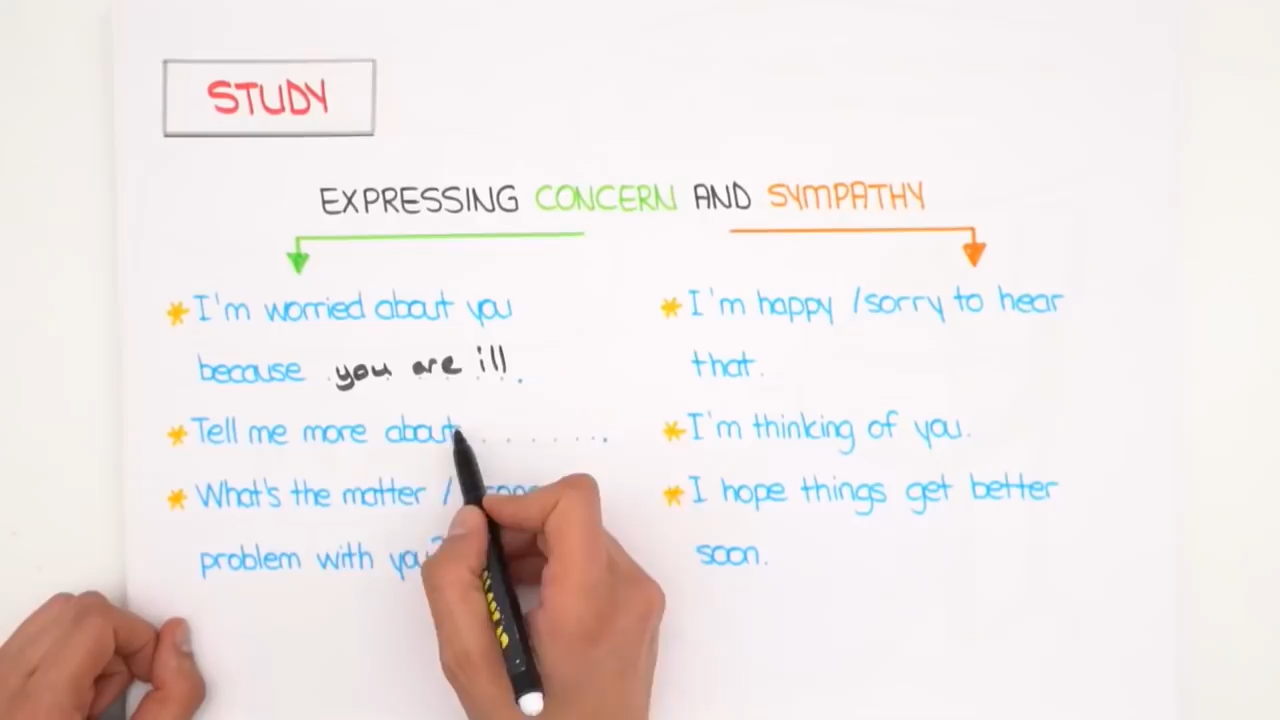 STUDY
EXPRESSING CONCERN AND SYMPATHY
* I'm worried about you
because you are ill.
* Tell me more about .......
* What's the matter /
problem with you?
* I'm happy /sorry to hear
that.
* I'm thinking of you.
* I hope things get better
soon.